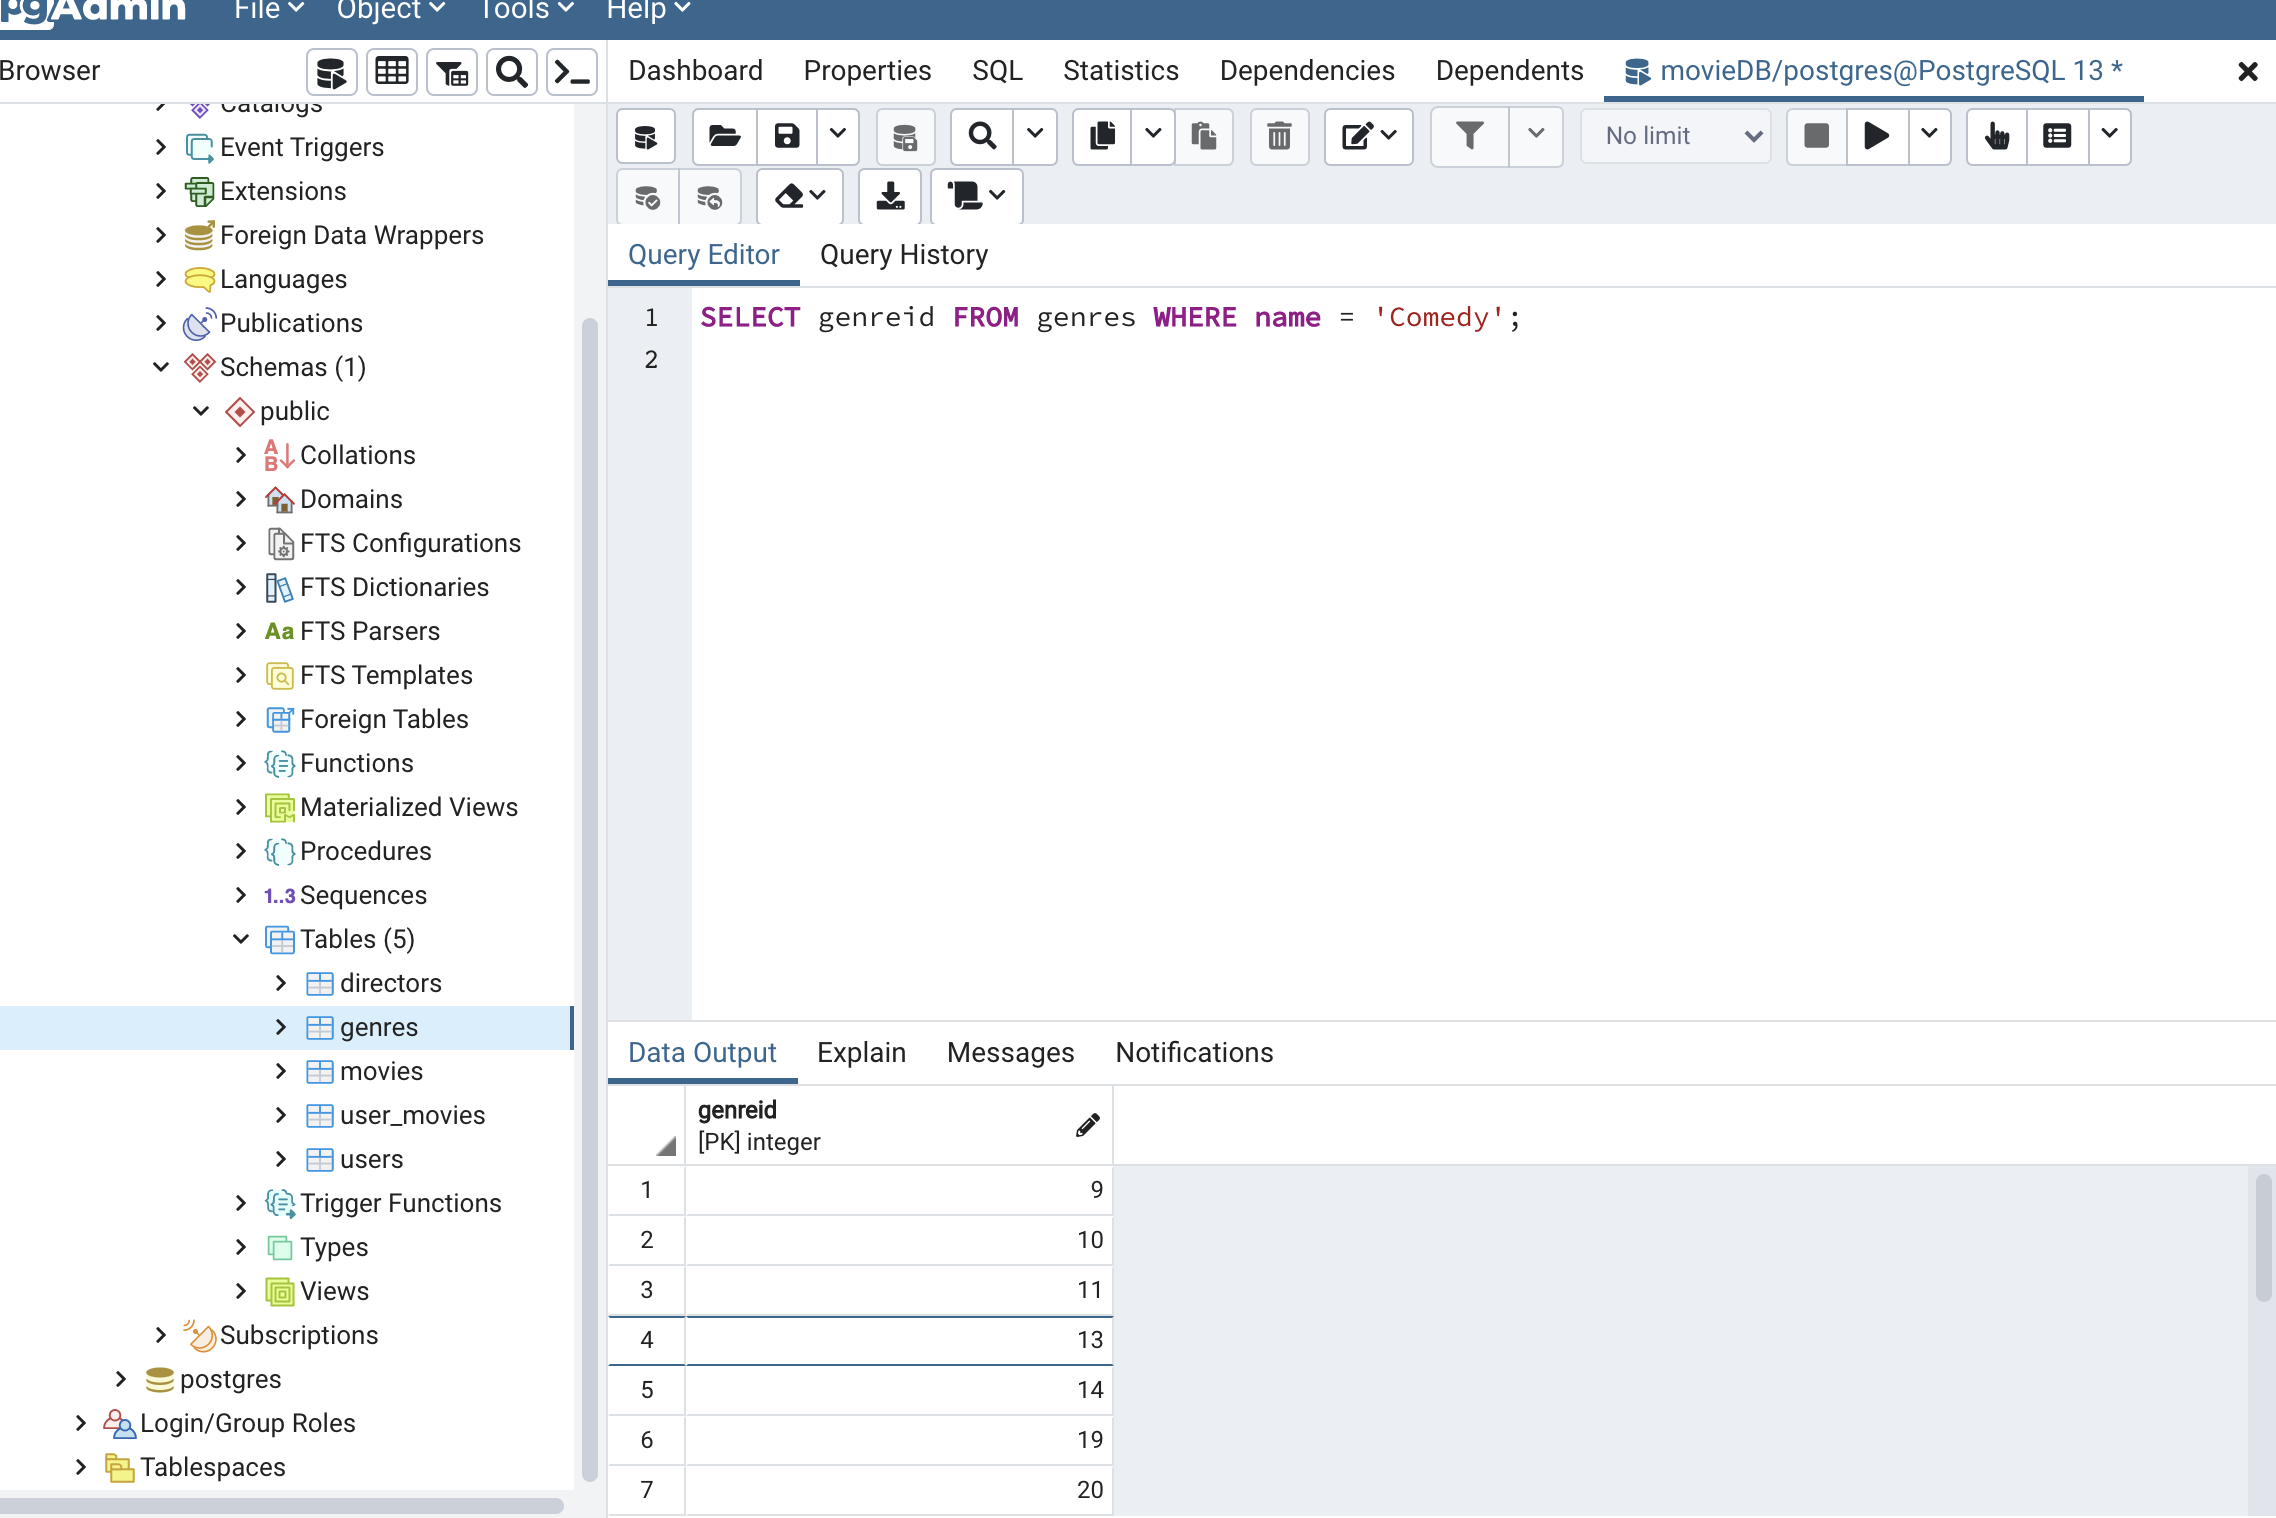 pgAdmin File Object Tools Help
Browser
Dashboard Properties SQL Statistics Dependencies Dependents movieDB/postgres@PostgreSQL 13 *
Catalogs
Event Triggers
Extensions
Foreign Data Wrappers
Languages
Publications
Schemas (1)
public
Collations
Domains
FTS Configurations
FTS Dictionaries
Aa FTS Parsers
FTS Templates
Foreign Tables
Functions
Materialized Views
Procedures
1..3 Sequences
Tables (5)
directors
genres
movies
user_movies
users
Trigger Functions
Types
Views
Subscriptions
postgres
Login/Group Roles
Tablespaces
No limit
Query Editor Query History
1 SELECT genreid FROM genres WHERE name = 'Comedy';
2
Data Output Explain Messages Notifications
genreid
[PK] integer
1 9
2 10
3 11
4 13
5 14
6 19
7 20